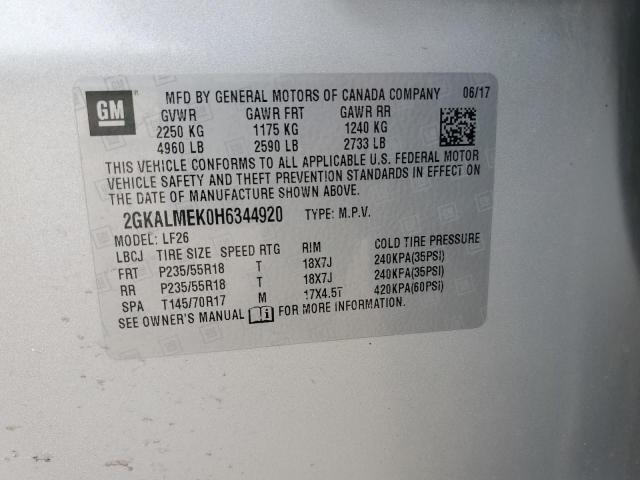 GM
MFD BY GENERAL MOTORS OF CANADA COMPANY 06/17
GVWR GAWR FRT GAWR RR
2250 KG 1175 KG 1240 KG
4960 LB 2590 LB 2733 LB
THIS VEHICLE CONFORMS TO ALL APPLICABLE U.S. FEDERAL MOTOR
VEHICLE SAFETY AND THEFT PREVENTION STANDARDS IN EFFECT ON
THE DATE OF MANUFACTURE SHOWN ABOVE.
2GKALMEK0H6344920 TYPE: M.P.V.
MODEL: LF26
LBCJ TIRE SIZE SPEED RTG RIM COLD TIRE PRESSURE
FRT P235/55R18 T 18X7J 240KPA(35PSI)
RR P235/55R18 T 18X7J 240KPA(35PSI)
SPA T145/70R17 M 17X4.5T 420KPA(60PSI)
SEE OWNER'S MANUAL FOR MORE INFORMATION.